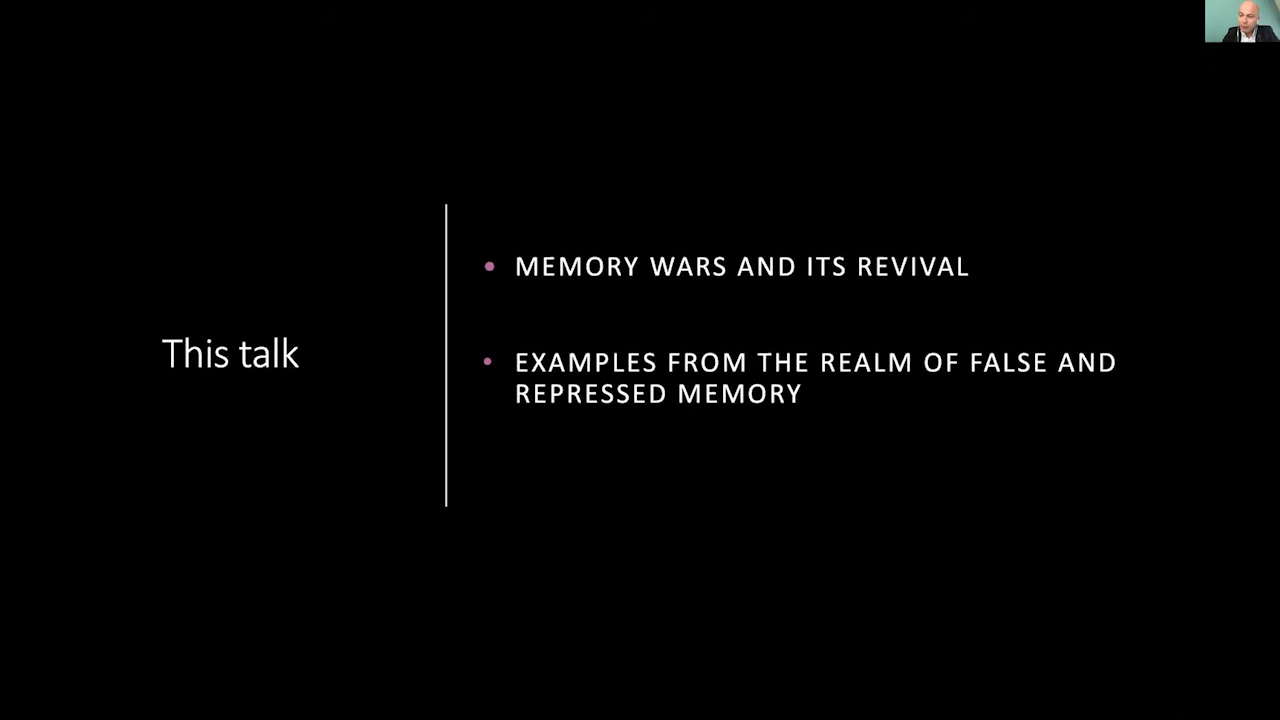 This talk
MEMORY WARS AND ITS REVIVAL
EXAMPLES FROM THE REALM OF FALSE AND
REPRESSED MEMORY